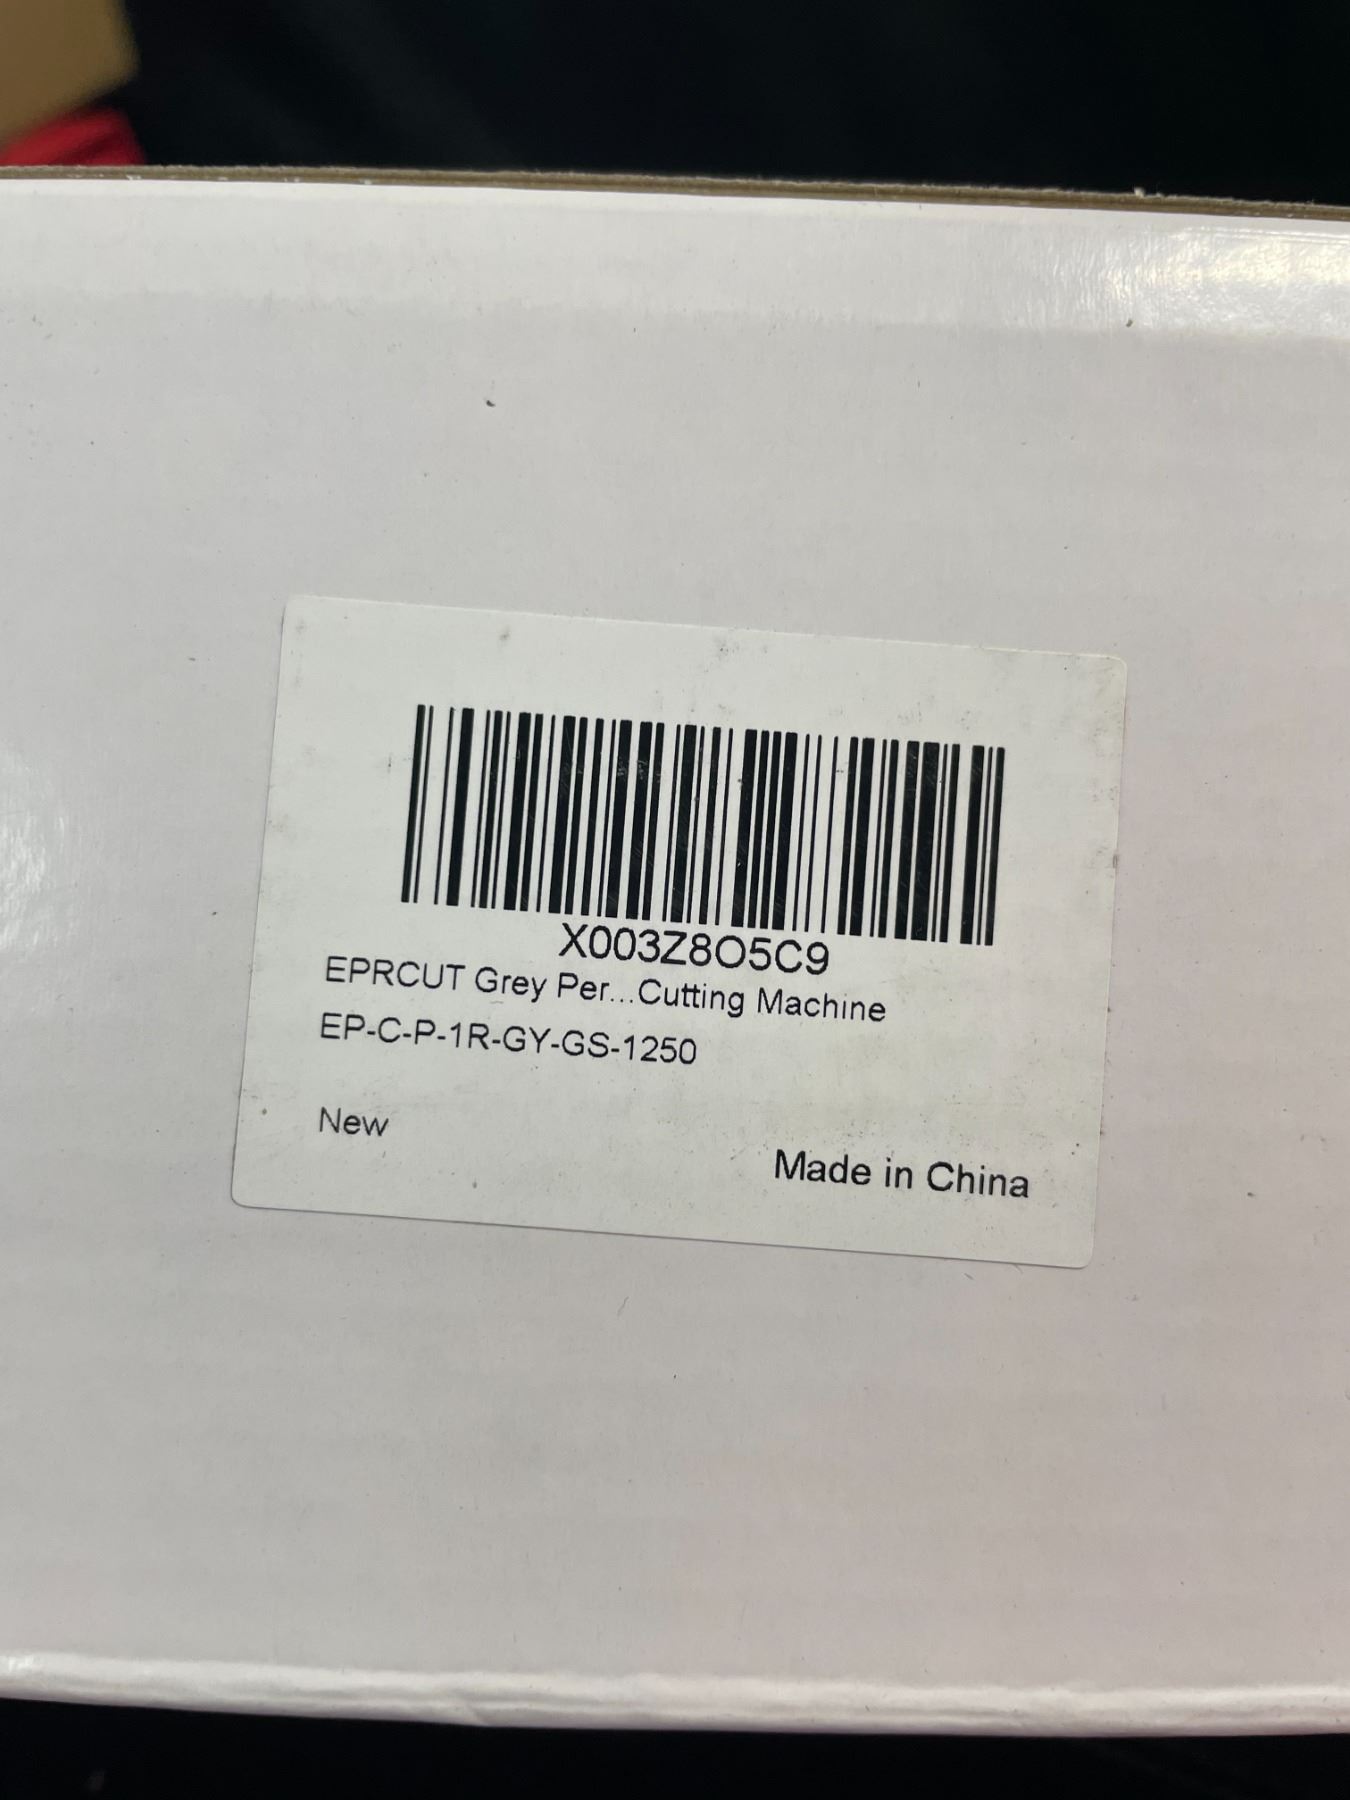 X003Z8O5C9
EPRCUT Grey Per...Cutting Machine
EP-C-P-1R-GY-GS-1250
New
Made in China